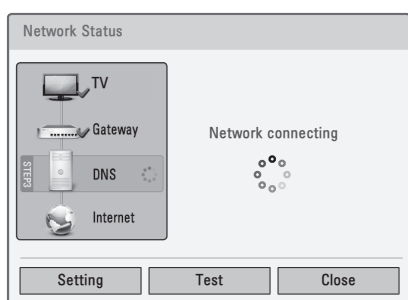 Network Status
TV
Gateway
STEP3
DNS
Internet
Network connecting
Setting
Test
Close